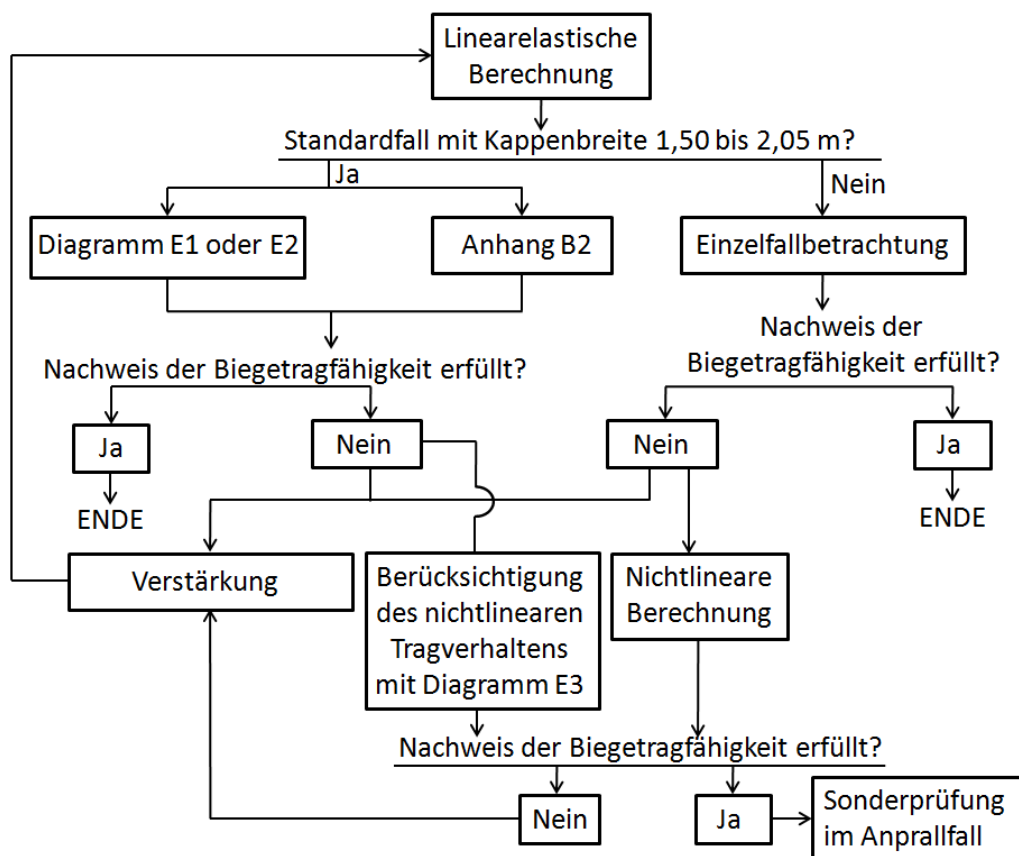 Linearelastische
Berechnung
Standardfall mit Kappenbreite 1,50 bis 2,05 m?
Ja
Nein
Diagramm E1 oder E2
Anhang B2
Einzelfallbetrachtung
Nachweis der
Biegetragfähigkeit erfüllt?
Nachweis der Biegetragfähigkeit erfüllt?
Ja
Nein
Nein
Ja
ENDE
ENDE
Verstärkung
Berücksichtigung
des nichtlinearen
Tragverhaltens
mit Diagramm E3
Nichtlineare
Berechnung
Nachweis der Biegetragfähigkeit erfüllt?
Nein
Ja
Sonderprüfung
im Anprallfall